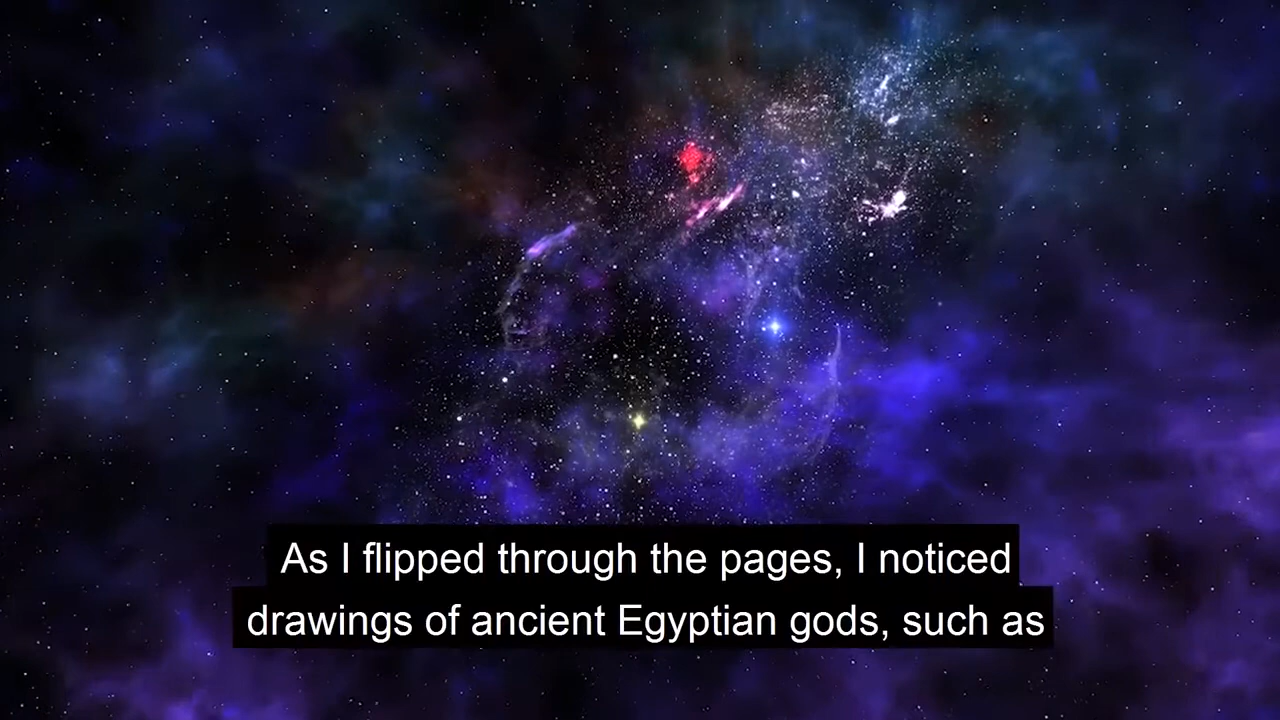 As I flipped through the pages, I noticed
drawings of ancient Egyptian gods, such as